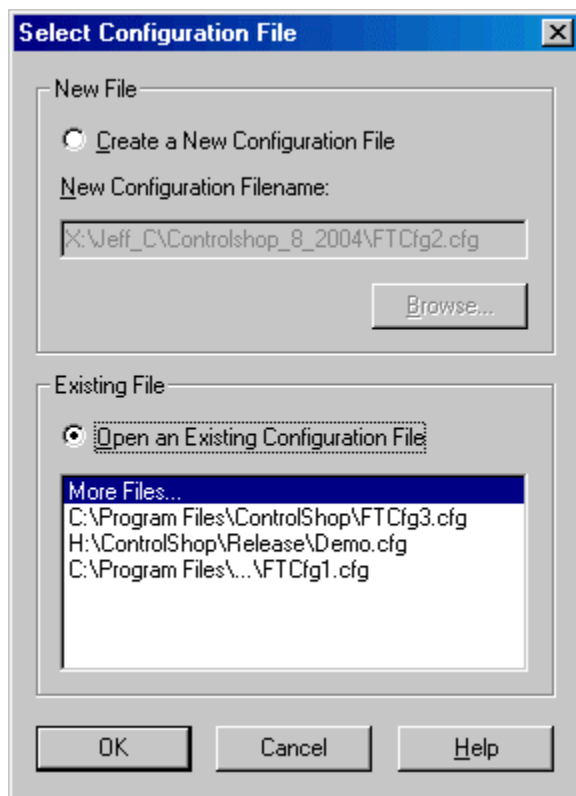 Select Configuration File
New File
Create a New Configuration File
New Configuration Filename:
X:\Jeff_C\Controlshop_8_2004\FTCfg2.cfg
Browse...
Existing File
Open an Existing Configuration File
More Files...
C:\Program Files\ControlShop\FTCfg3.cfg
H:\ControlShop\Release\Demo.cfg
C:\Program Files\...\FTCfg1.cfg
OK Cancel Help